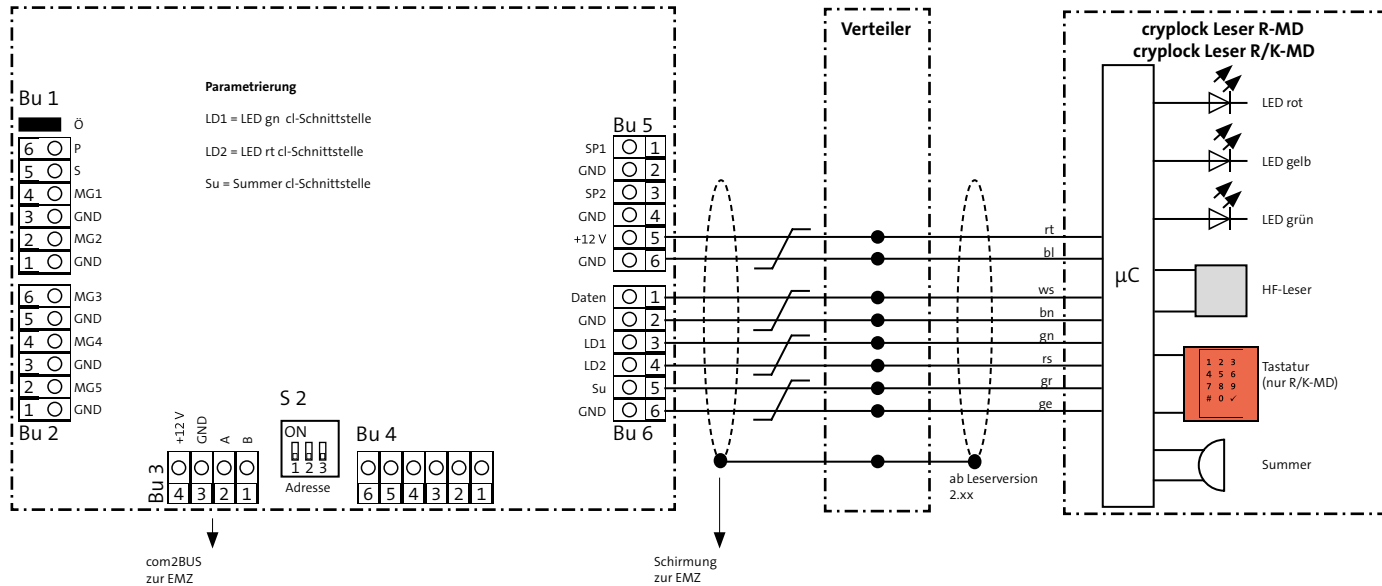 Verteiler
cryplock Leser R-MD
cryplock Leser R/K-MD
Parametrierung
LD1 = LED gn cl-Schnittstelle
LD2 = LED rt cl-Schnittstelle
Su = Summer cl-Schnittstelle
Bu 1
Ö
6 P
5 S
4 MG1
3 GND
2 MG2
1 GND
6 MG3
5 GND
4 MG4
3 GND
2 MG5
1 GND
Bu 2
Bu 3
+12 V
GND
A
B
4 3 2 1
S 2
ON
1 2 3
Adresse
Bu 4
6 5 4 3 2 1
com2BUS
zur EMZ
Bu 5
SP1 1
GND 2
SP2 3
GND 4
+12 V 5
GND 6
Daten 1
GND 2
LD1 3
LD2 4
Su 5
GND 6
Bu 6
Schirmung
zur EMZ
rt
bl
ws
bn
gn
rs
gr
ge
ab Leserversion
2.xx
µC
LED rot
LED gelb
LED grün
HF-Leser
1 2 3
4 5 6
7 8 9
# 0 ✓
Tastatur
(nur R/K-MD)
Summer